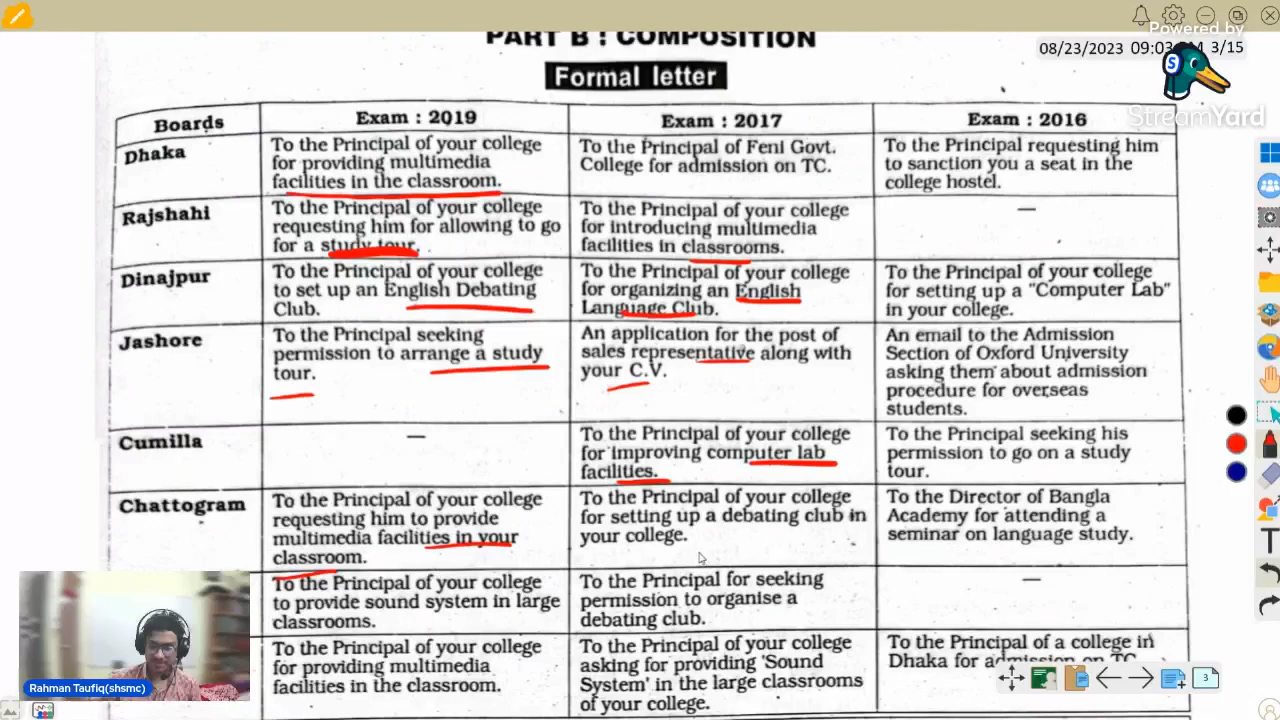 PART B : COMPOSITION
Powered by
08/23/2023 09:03 AM 3/15
Formal letter
StreamYard
Boards
Exam : 2019
Exam : 2017
Exam : 2016
Dhaka
To the Principal of your college
for providing multimedia
facilities in the classroom.
To the Principal of Feni Govt.
College for admission on TC.
To the Principal requesting him
to sanction you a seat in the
college hostel.
Rajshahi
To the Principal of your college
requesting him for allowing to go
for a study tour.
To the Principal of your college
for introducing multimedia
facilities in classrooms.
—
Dinajpur
To the Principal of your college
to set up an English Debating
Club.
To the Principal of your college
for organizing an English
Language Club.
To the Principal of your college
for setting up a "Computer Lab"
in your college.
Jashore
To the Principal seeking
permission to arrange a study
tour.
An application for the post of
sales representative along with
your C.V.
An email to the Admission
Section of Oxford University
asking them about admission
procedure for overseas
students.
Cumilla
—
To the Principal of your college
for improving computer lab
facilities.
To the Principal seeking his
permission to go on a study
tour.
Chattogram
To the Principal of your college
requesting him to provide
multimedia facilities in your
classroom.
To the Principal of your college
for setting up a debating club in
your college.
To the Director of Bangla
Academy for attending a
seminar on language study.
To the Principal of your college
to provide sound system in large
classrooms.
To the Principal for seeking
permission to organise a
debating club.
—
To the Principal of your college
for providing multimedia
facilities in the classroom.
To the Principal of your college
asking for providing 'Sound
System' in the large classrooms
of your college.
To the Principal of a college in
Dhaka for admission on TC.
Rahman Taufiq(shsmc)
3